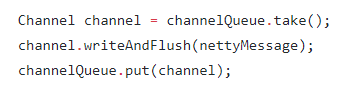 Channel channel = channelQueue.take();
channel.writeAndFlush(nettyMessage);
channelQueue.put(channel);